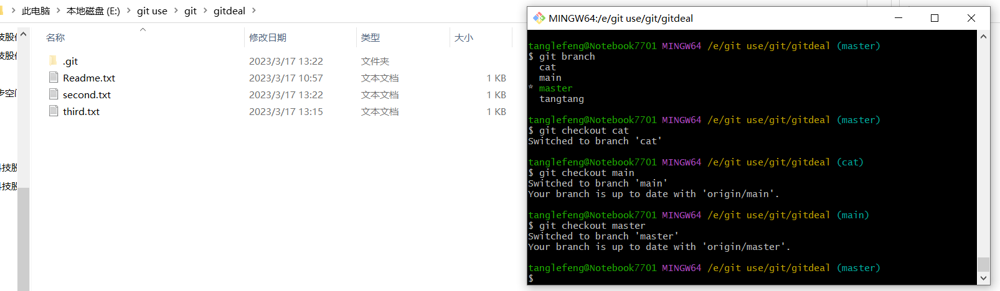 此电脑 > 本地磁盘 (E:) > git use > git > gitdeal >
名称 修改日期 类型 大小
.git 2023/3/17 13:22 文件夹
Readme.txt 2023/3/17 10:57 文本文档 1 KB
second.txt 2023/3/17 13:22 文本文档 1 KB
third.txt 2023/3/17 13:15 文本文档 1 KB
技股
技股
步空间
科技股
科技股
MINGW64:/e/git use/git/gitdeal
tanglefeng@Notebook7701 MINGW64 /e/git use/git/gitdeal (master)
$ git branch
cat
main
* master
tangtang
tanglefeng@Notebook7701 MINGW64 /e/git use/git/gitdeal (master)
$ git checkout cat
Switched to branch 'cat'
tanglefeng@Notebook7701 MINGW64 /e/git use/git/gitdeal (cat)
$ git checkout main
Switched to branch 'main'
Your branch is up to date with 'origin/main'.
tanglefeng@Notebook7701 MINGW64 /e/git use/git/gitdeal (main)
$ git checkout master
Switched to branch 'master'
Your branch is up to date with 'origin/master'.
tanglefeng@Notebook7701 MINGW64 /e/git use/git/gitdeal (master)
$